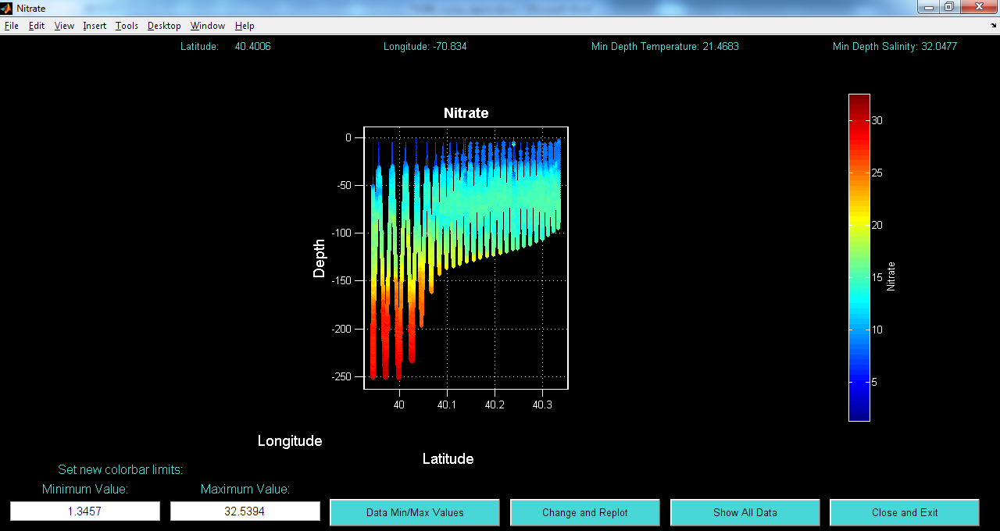 Nitrate
File Edit View Insert Tools Desktop Window Help
Latitude: 40.4006 Longitude: -70.834 Min Depth Temperature: 21.4683 Min Depth Salinity: 32.0477
Nitrate
0
-50
-100
-150
-200
-250
Depth
40 40.1 40.2 40.3
Longitude
Latitude
30
25
20
15
10
5
Nitrate
Set new colorbar limits:
Minimum Value: Maximum Value:
1.3457 32.5394 Data Min/Max Values Change and Replot Show All Data Close and Exit